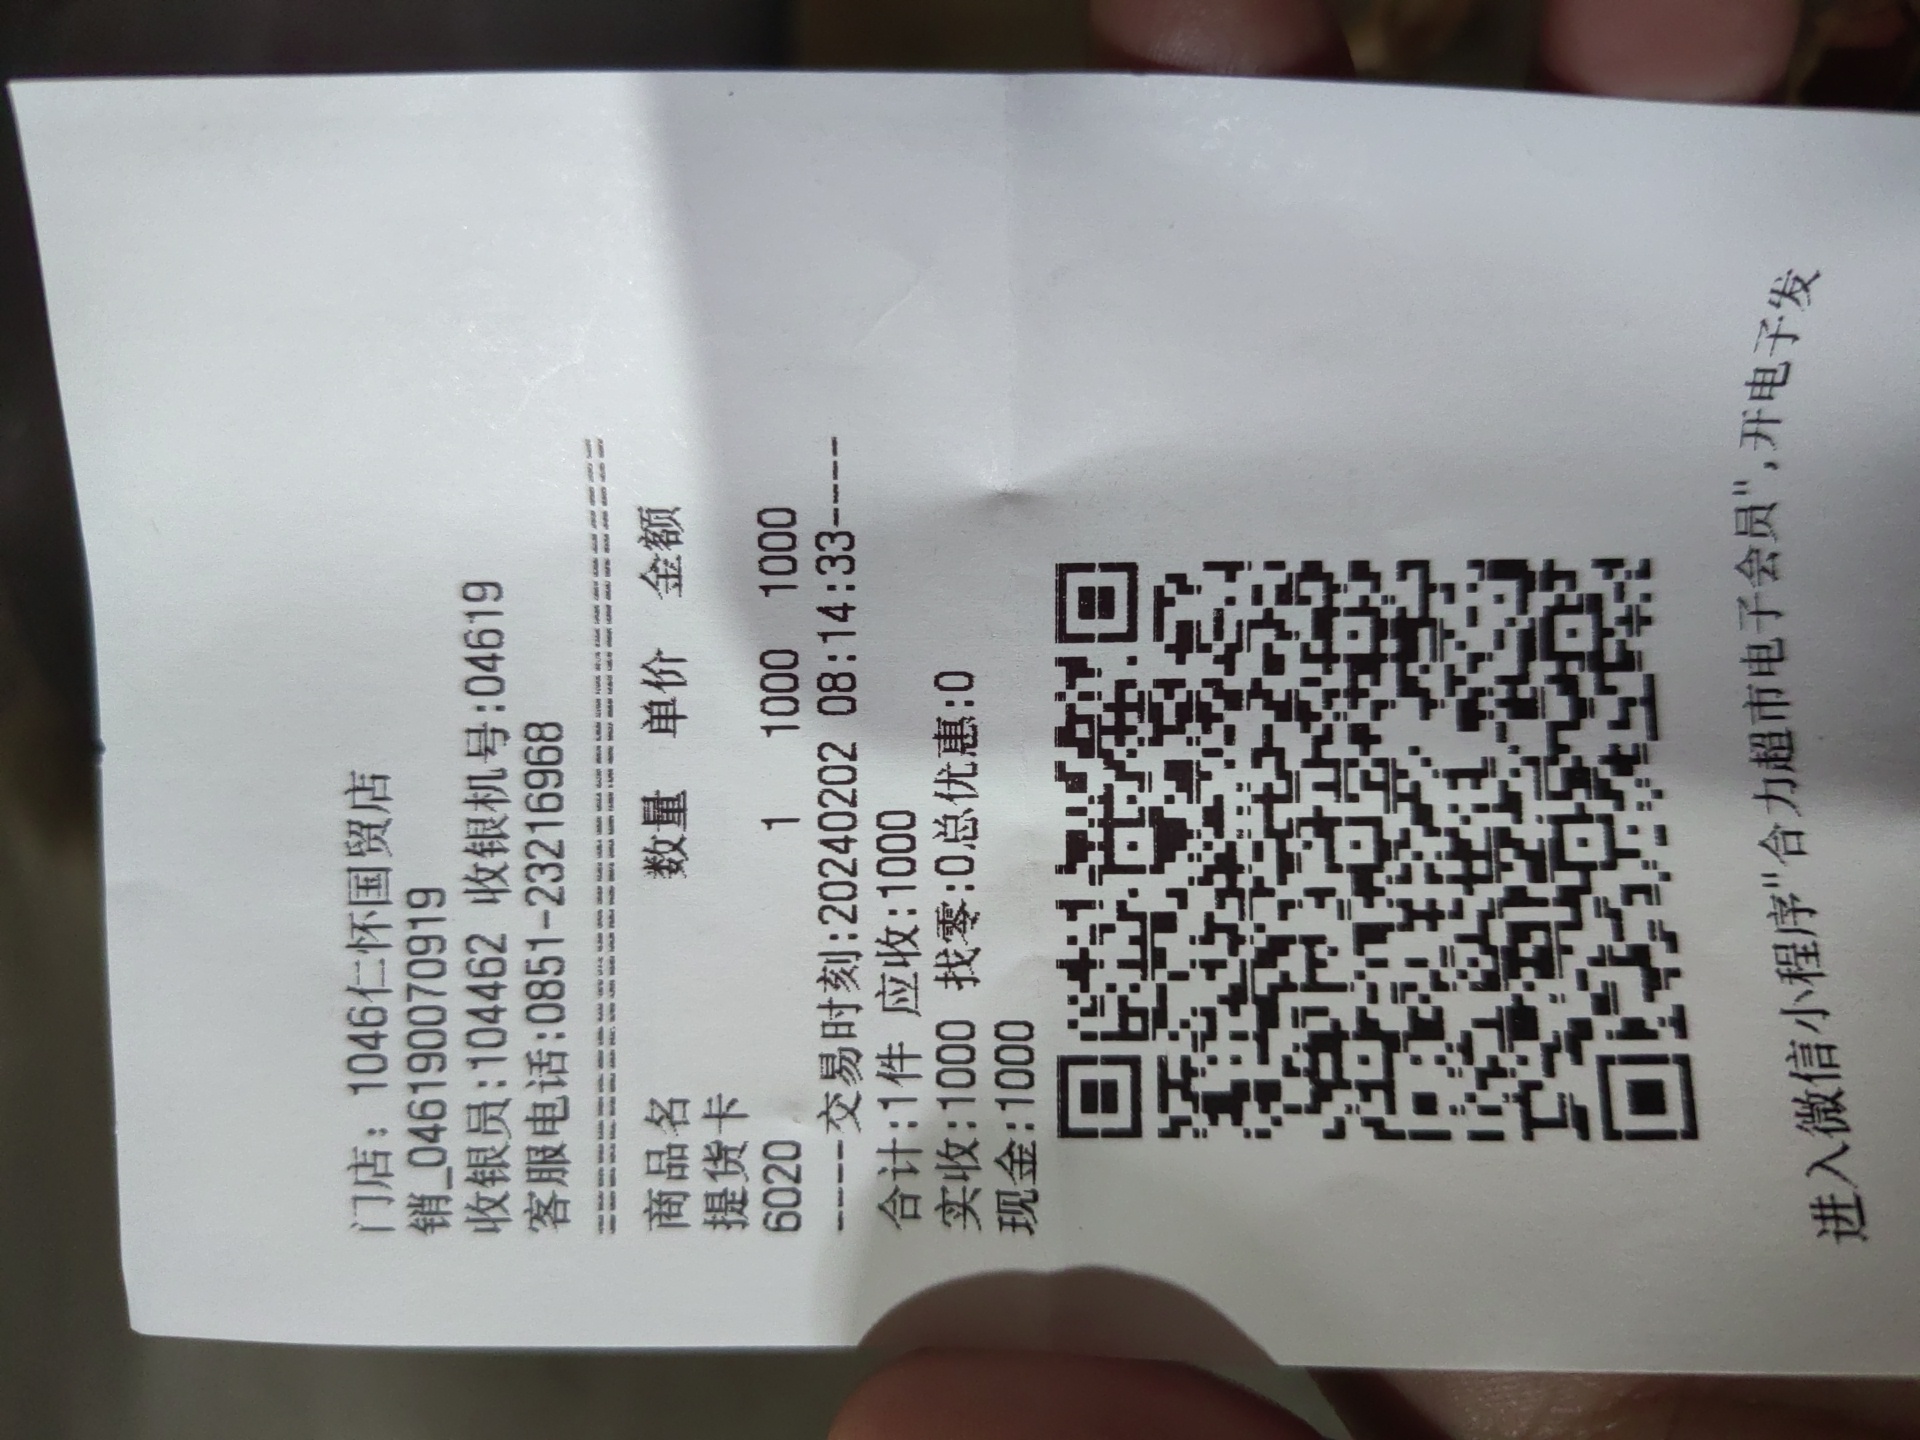 门店: 1046仁怀国贸店
销_046190070919
收银员:104462 收银机号:04619
客服电话:0851-23216968
商品名 数量 单价 金额
提货卡
6020 1 1000 1000
----交易时刻:20240202 08:14:33----
合计:1件 应收:1000
实收:1000 找零:0总优惠:0
现金:1000
进入微信小程序"合力超市电子会员",开电子发